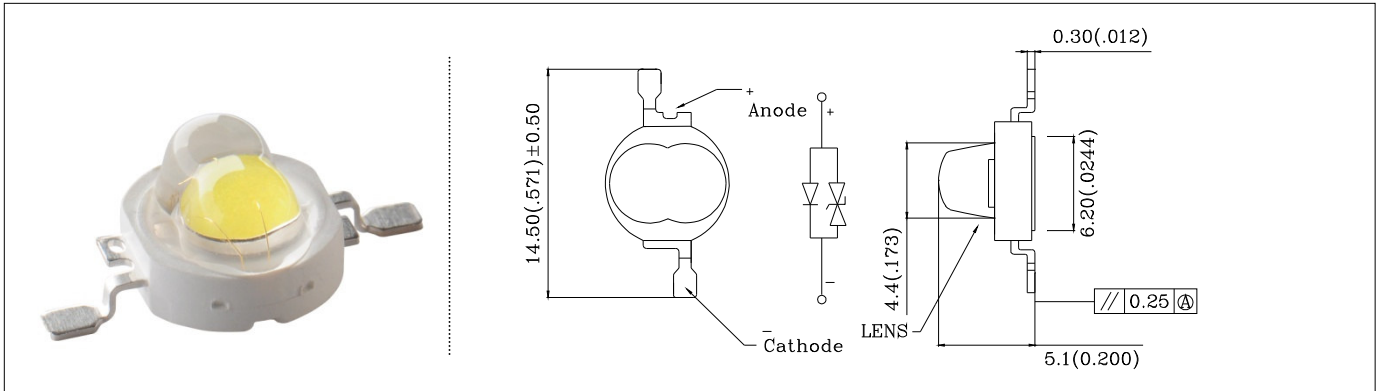 0.30(.012)
14.50(.571)±0.50
+
Anode
+
6.20(.0244)
4.4(.173)
−
// 0.25 Ⓐ
LENS
−
Cathode
5.1(0.200)